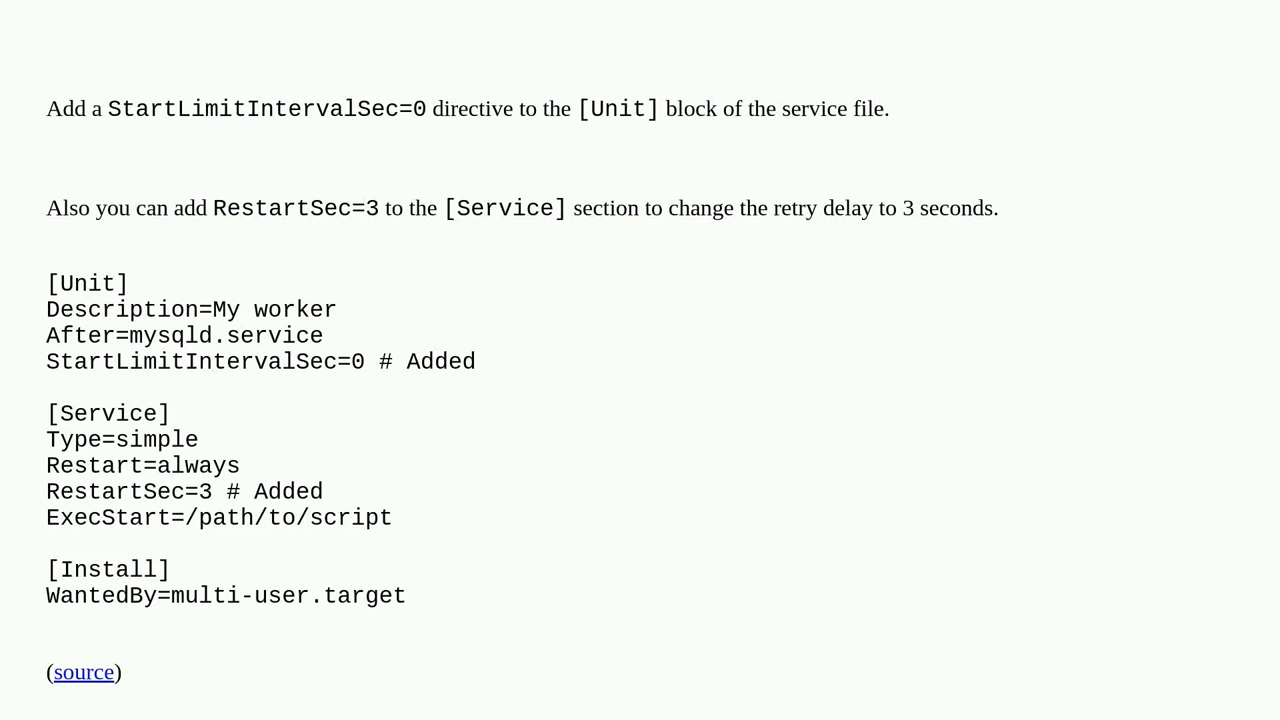 Add a StartLimitIntervalSec=0 directive to the [Unit] block of the service file.
Also you can add RestartSec=3 to the [Service] section to change the retry delay to 3 seconds.
[Unit]
Description=My worker
After=mysqld.service
StartLimitIntervalSec=0 # Added
[Service]
Type=simple
Restart=always
RestartSec=3 # Added
ExecStart=/path/to/script
[Install]
WantedBy=multi-user.target
(source)